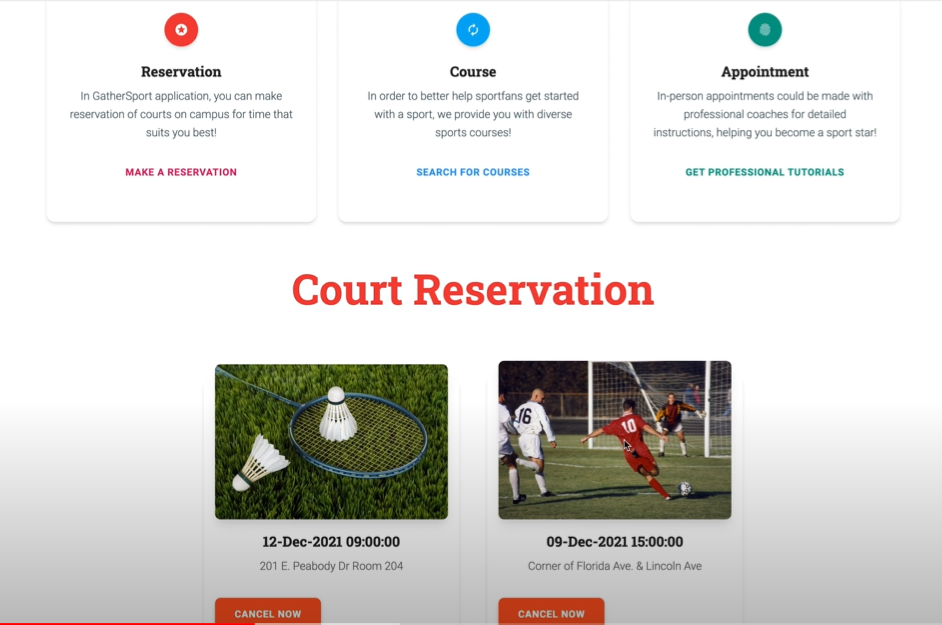 Reservation
In GatherSport application, you can make
reservation of courts on campus for time that
suits you best!
MAKE A RESERVATION
Course
In order to better help sportfans get started
with a sport, we provide you with diverse
sports courses!
SEARCH FOR COURSES
Appointment
In-person appointments could be made with
professional coaches for detailed
instructions, helping you become a sport star!
GET PROFESSIONAL TUTORIALS
Court Reservation
16
10
12-Dec-2021 09:00:00
201 E. Peabody Dr Room 204
CANCEL NOW
09-Dec-2021 15:00:00
Corner of Florida Ave. & Lincoln Ave
CANCEL NOW